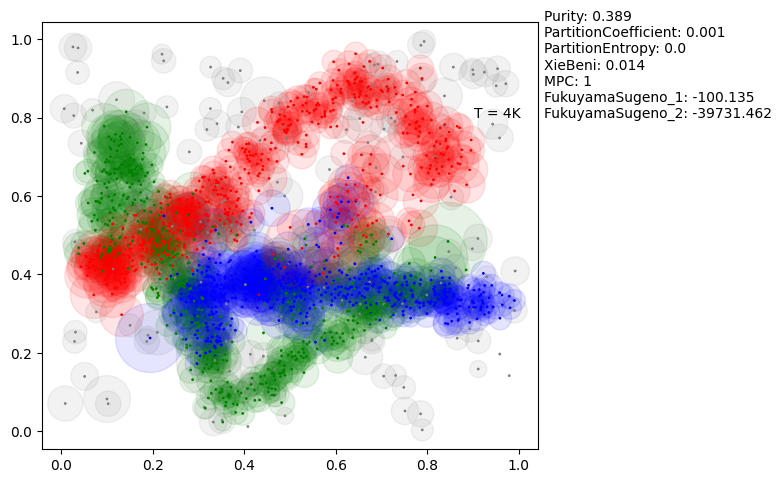 Purity: 0.389
PartitionCoefficient: 0.001
PartitionEntropy: 0.0
XieBeni: 0.014
MPC: 1
FukuyamaSugeno_1: -100.135
FukuyamaSugeno_2: -39731.462
T = 4K
1.0
0.8
0.6
0.4
0.2
0.0
0.0 0.2 0.4 0.6 0.8 1.0